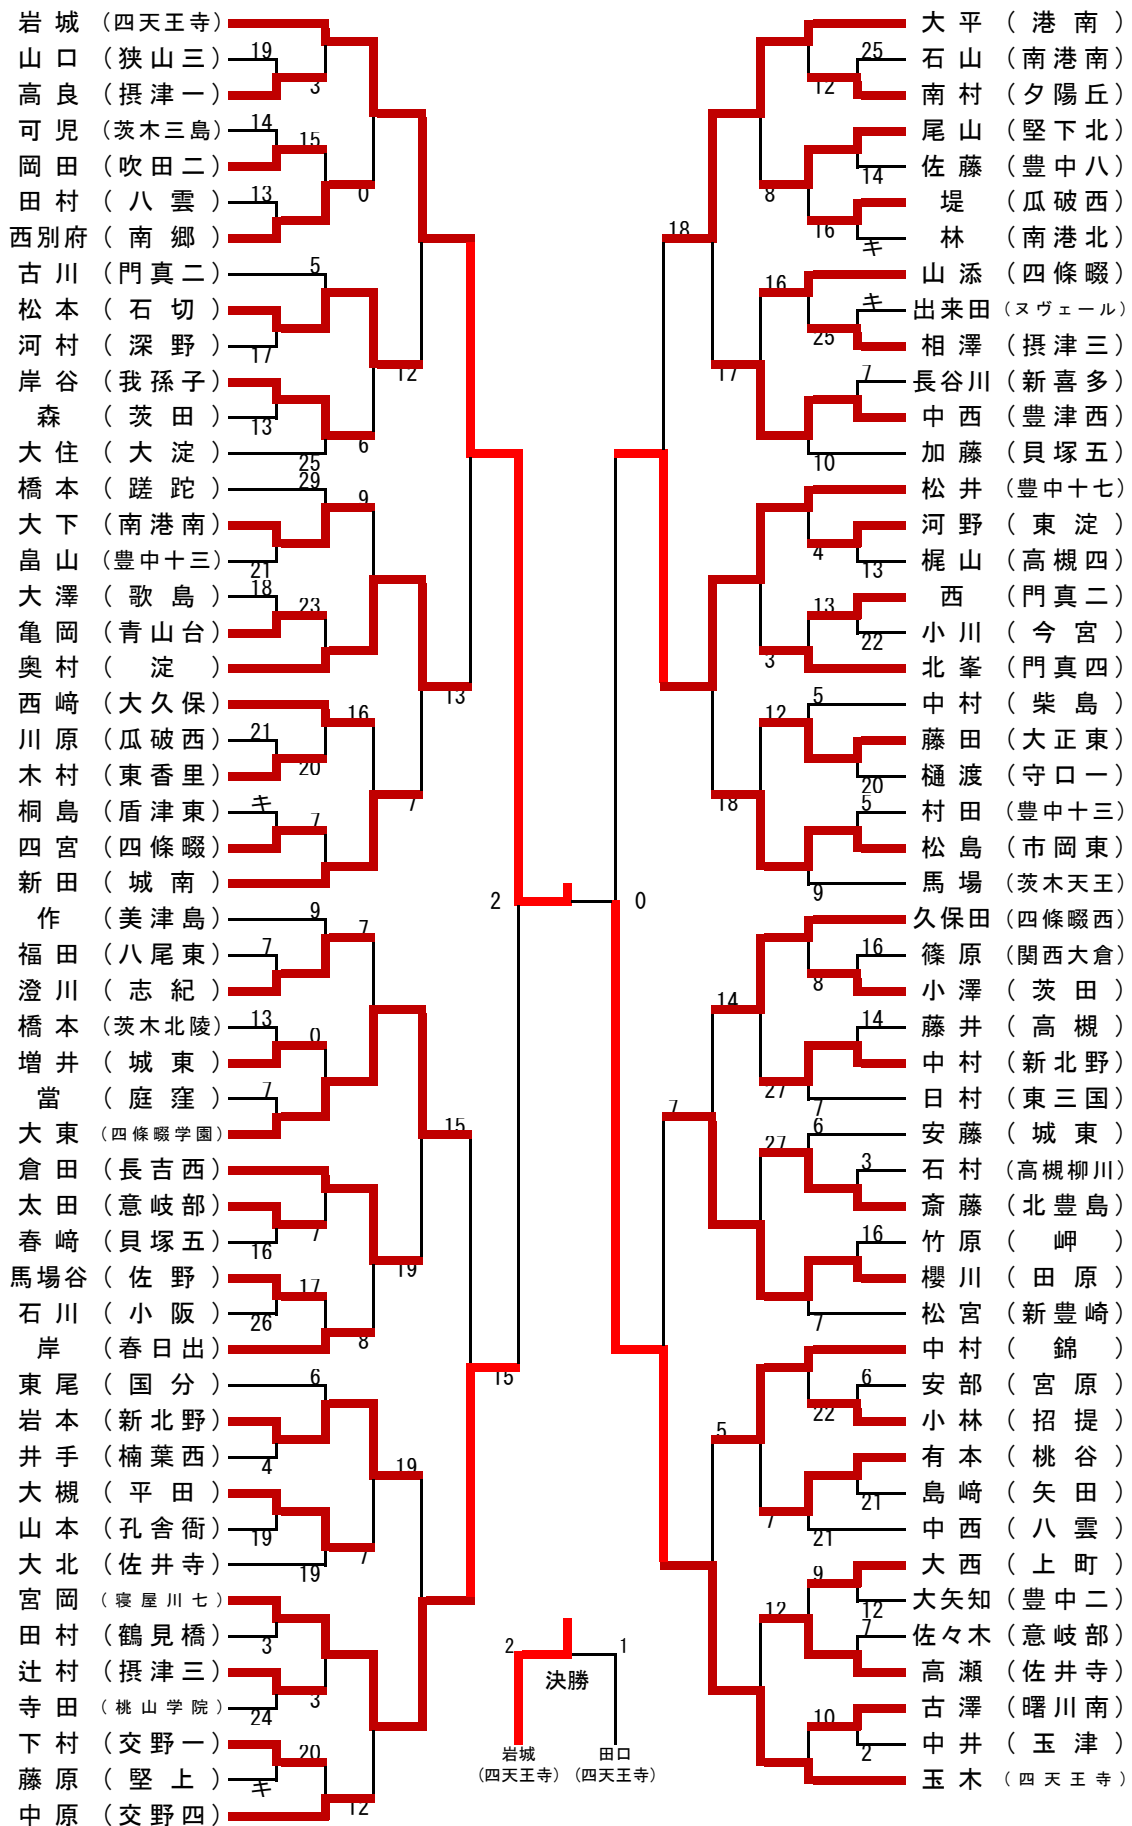 岩城（四天王寺）
山口（狭山三）
高良（摂津一）
可児（茨木三島）
岡田（吹田二）
田村（八雲）
西別府（南郷）
古川（門真二）
松本（石切）
河村（深野）
岸谷（我孫子）
森（茨田）
大住（大淀）
橋本（蹉跎）
大下（南港南）
畠山（豊中十三）
大澤（歌島）
亀岡（青山台）
奥村（淀）
西﨑（大久保）
川原（瓜破西）
木村（東香里）
桐島（盾津東）
四宮（四條畷）
新田（城南）
作（美津島）
福田（八尾東）
澄川（志紀）
橋本（茨木北陵）
増井（城東）
當（庭窪）
大東（四條畷学園）
倉田（長吉西）
太田（意岐部）
春﨑（貝塚五）
馬場谷（佐野）
石川（小阪）
岸（春日出）
東尾（国分）
岩本（新北野）
井手（楠葉西）
大槻（平田）
山本（孔舎衙）
大北（佐井寺）
宮岡（寝屋川七）
田村（鶴見橋）
辻村（摂津三）
寺田（桃山学院）
下村（交野一）
藤原（堅上）
中原（交野四）
19
3
14
15
13
0
5
17
12
13
6
25
29
9
21
18
23
13
16
21
20
キ
7
7
9
7
7
13
0
7
15
7
16
19
17
26
8
15
6
4
19
19
7
19
3
3
24
20
キ
12
2
0
大平（港南）
石山（南港南）
南村（夕陽丘）
尾山（堅下北）
佐藤（豊中八）
堤（瓜破西）
林（南港北）
山添（四條畷）
出来田（ヌヴェール）
相澤（摂津三）
長谷川（新喜多）
中西（豊津西）
加藤（貝塚五）
松井（豊中十七）
河野（東淀）
梶山（高槻四）
西（門真二）
小川（今宮）
北峯（門真四）
中村（柴島）
藤田（大正東）
樋渡（守口一）
村田（豊中十三）
松島（市岡東）
馬場（茨木天王）
久保田（四條畷西）
篠原（関西大倉）
小澤（茨田）
藤井（高槻）
中村（新北野）
日村（東三国）
安藤（城東）
石村（高槻柳川）
斎藤（北豊島）
竹原（岬）
櫻川（田原）
松宮（新豊崎）
中村（錦）
安部（宮原）
小林（招提）
有本（桃谷）
島﨑（矢田）
中西（八雲）
大西（上町）
大矢知（豊中二）
佐々木（意岐部）
高瀬（佐井寺）
古澤（曙川南）
中井（玉津）
玉木（四天王寺）
25
12
14
8
16
キ
18
16
キ
25
17
7
10
4
13
13
22
3
5
12
20
18
5
9
16
8
14
14
27
7
7
6
27
3
16
7
6
22
5
21
7
21
9
12
12
7
10
2
2
1
決勝
岩城
（四天王寺）
田口
（四天王寺）